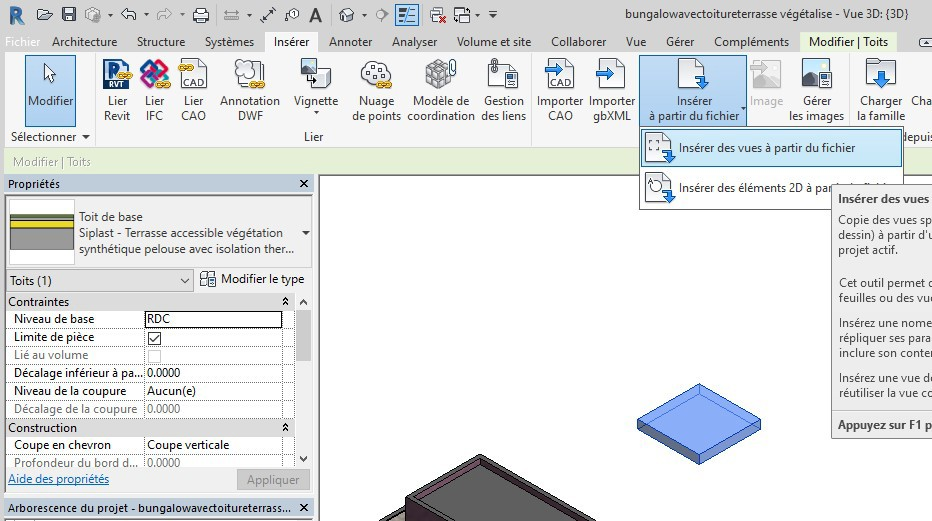 bungalowavectoitureterrasse végétalise - Vue 3D: {3D}
Fichier Architecture Structure Systèmes Insérer Annoter Analyser Volume et site Collaborer Vue Gérer Compléments Modifier | Toits
Modifier
RVT
Lier Revit
Lier IFC
CAD
Lier CAO
Annotation DWF
Vignette
Nuage de points
Modèle de coordination
Gestion des liens
CAD
Importer CAO
Importer gbXML
Insérer à partir du fichier
Image
Gérer les images
Charger la famille
Sélectionner
Lier
Insérer des vues à partir du fichier
Insérer des éléments 2D à
Modifier | Toits
Propriétés
Toit de base
Siplast - Terrasse accessible végétation
synthétique pelouse avec isolation ther...
Toits (1)
Modifier le type
Contraintes
Niveau de base RDC
Limite de pièce
Lié au volume
Décalage inférieur à pa... 0.0000
Niveau de la coupure Aucun(e)
Décalage de la coupure 0.0000
Construction
Coupe en chevron Coupe verticale
Profondeur du bord d... 0.0000
Aide des propriétés
Appliquer
Arborescence du projet - bungalowavectoitureterrass...
Insérer des vues
Copie des vues sp
dessin) à partir d'u
projet actif.
Cet outil permet d
feuilles ou des vue
Insérez une nome
répliquer ses para
inclure son conter
Insérez une vue de
réutiliser la vue co
Appuyez sur F1 p